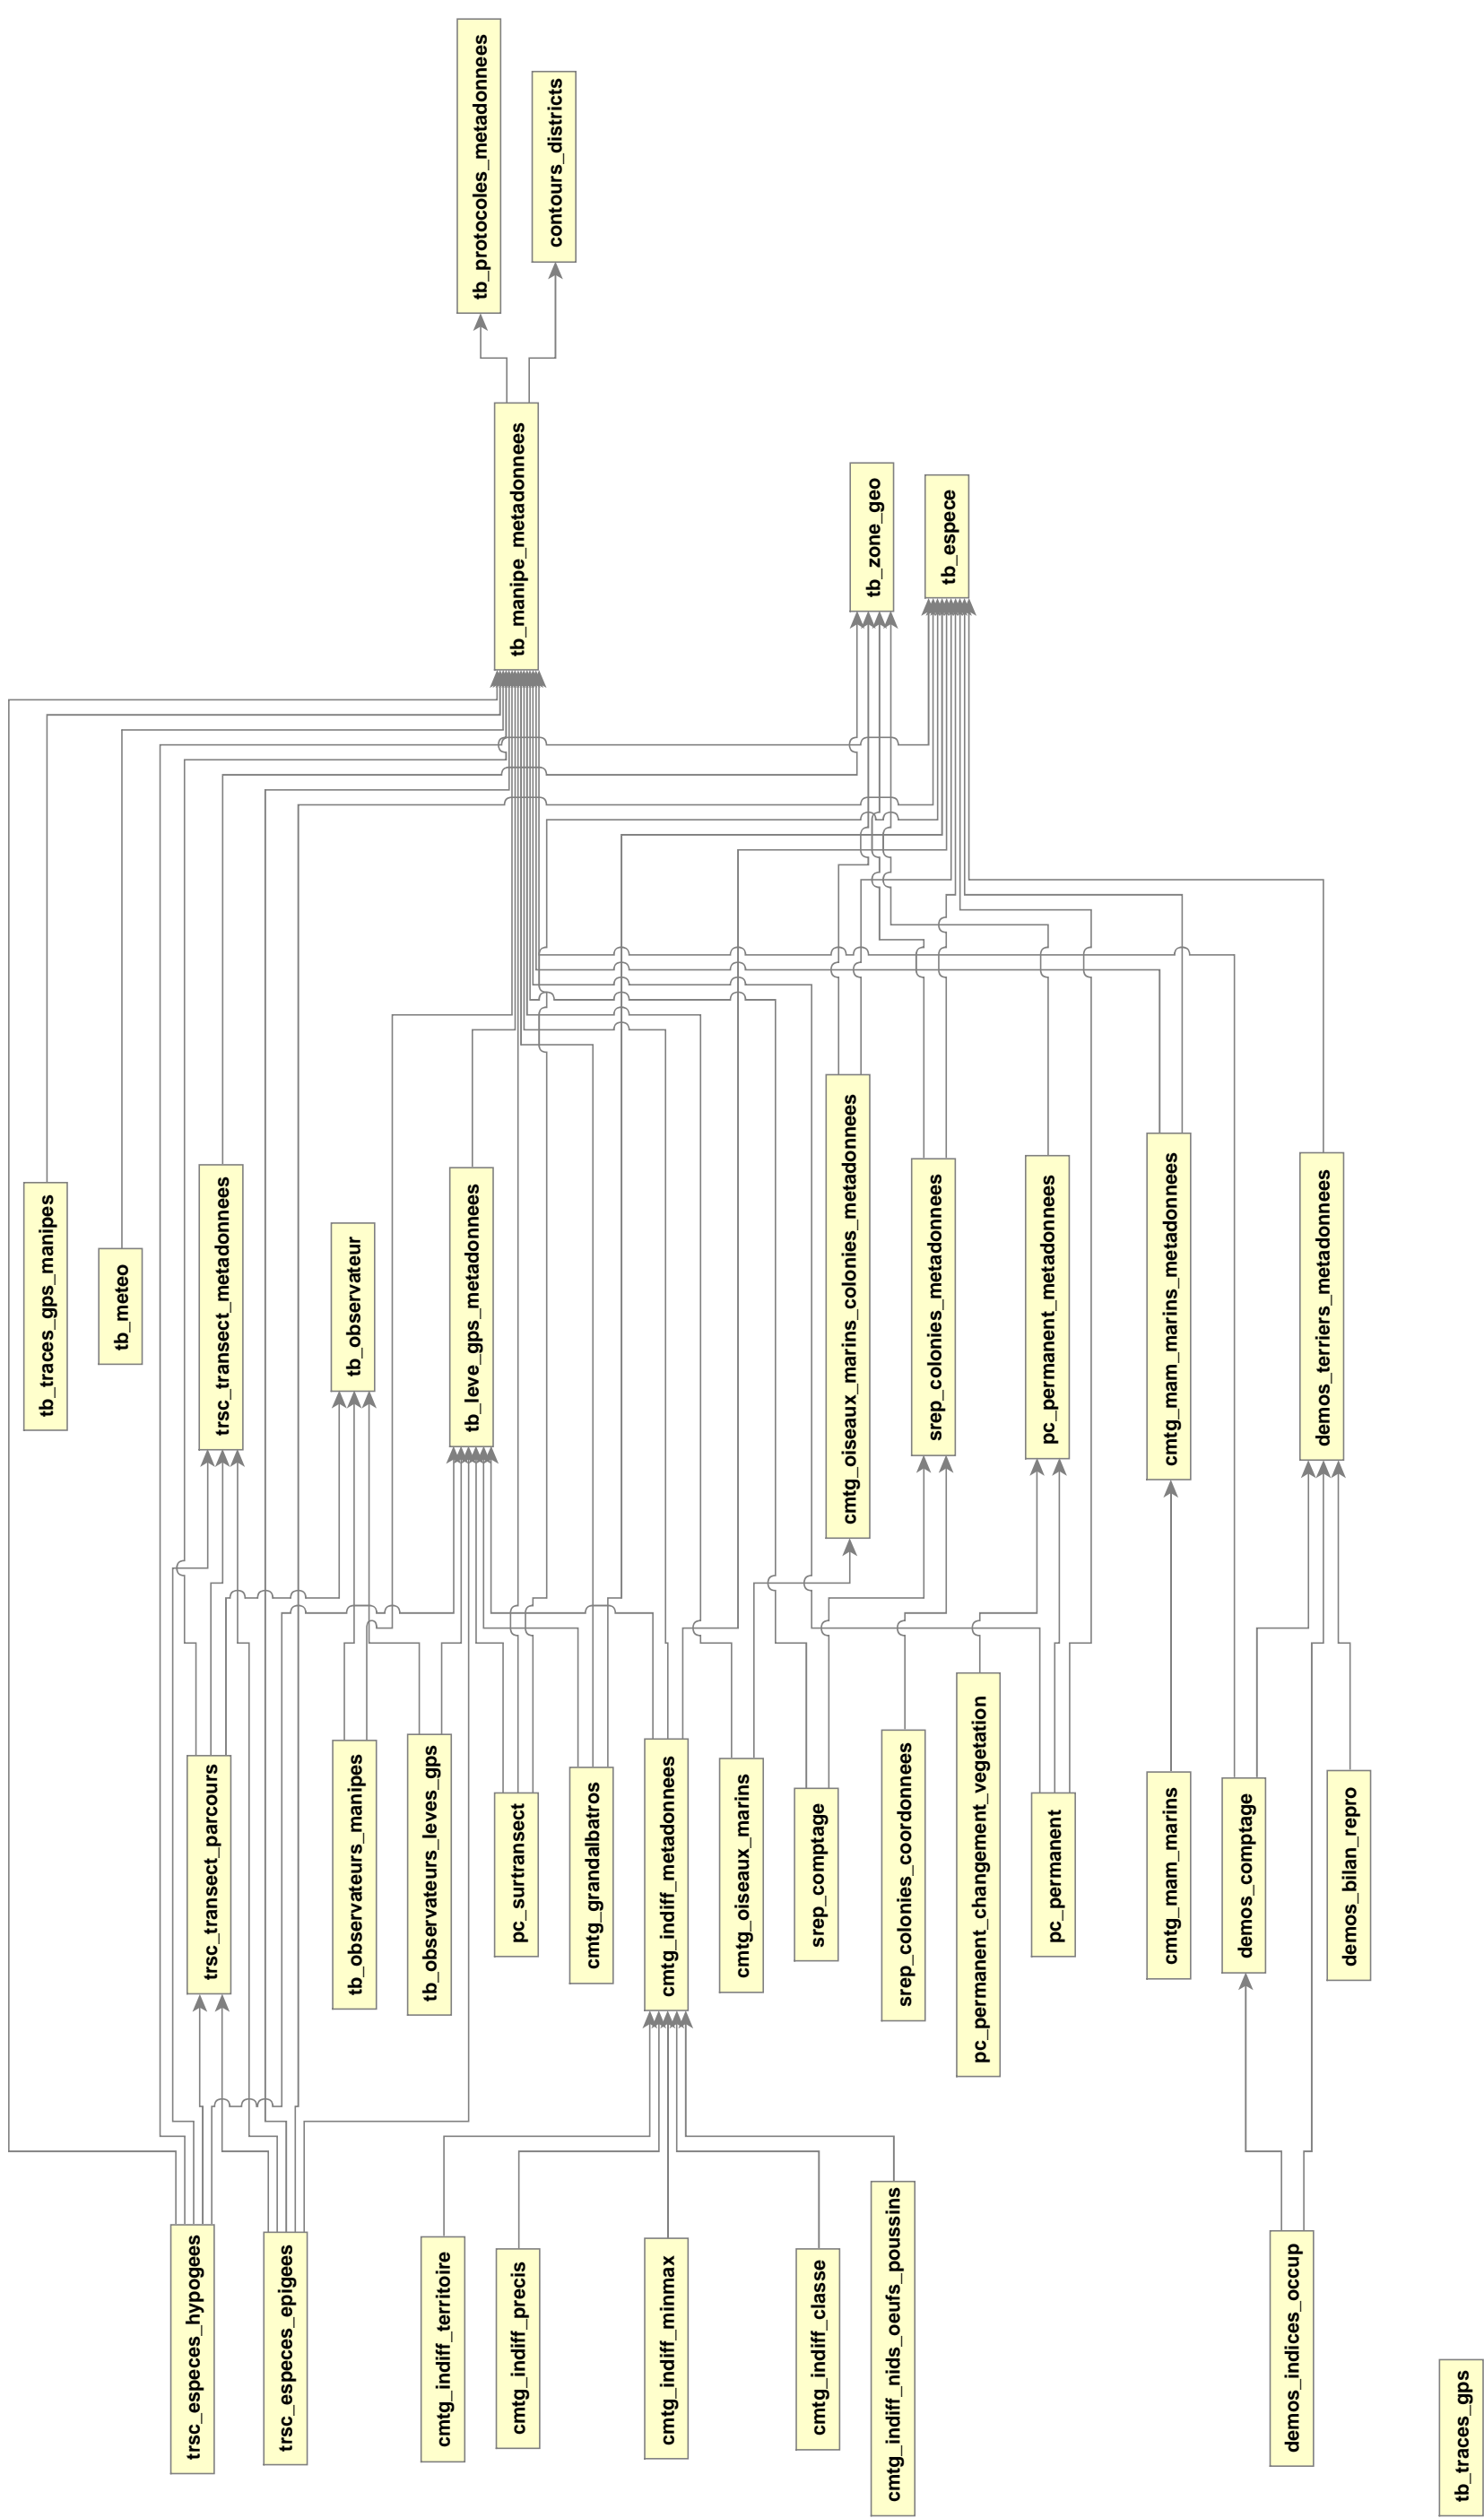 tb_protocoles_metadonnees
contours_districts
tb_manipe_metadonnees
tb_zone_geo
tb_espece
tb_traces_gps_manipes
tb_meteo
trsc_transect_metadonnees
tb_observateur
tb_leve_gps_metadonnees
cmtg_oiseaux_marins_colonies_metadonnees
srep_colonies_metadonnees
pc_permanent_metadonnees
cmtg_mam_marins_metadonnees
demos_terriers_metadonnees
trsc_transect_parcours
tb_observateurs_manipes
tb_observateurs_leves_gps
pc_surtransect
cmtg_grandalbatros
cmtg_indiff_metadonnees
cmtg_oiseaux_marins
srep_comptage
srep_colonies_coordonnees
pc_permanent_changement_vegetation
pc_permanent
cmtg_mam_marins
demos_comptage
demos_bilan_repro
trsc_especes_hypogees
trsc_especes_epigees
cmtg_indiff_territoire
cmtg_indiff_precis
cmtg_indiff_minmax
cmtg_indiff_classe
cmtg_indiff_nids_oeufs_poussins
demos_indices_occup
tb_traces_gps